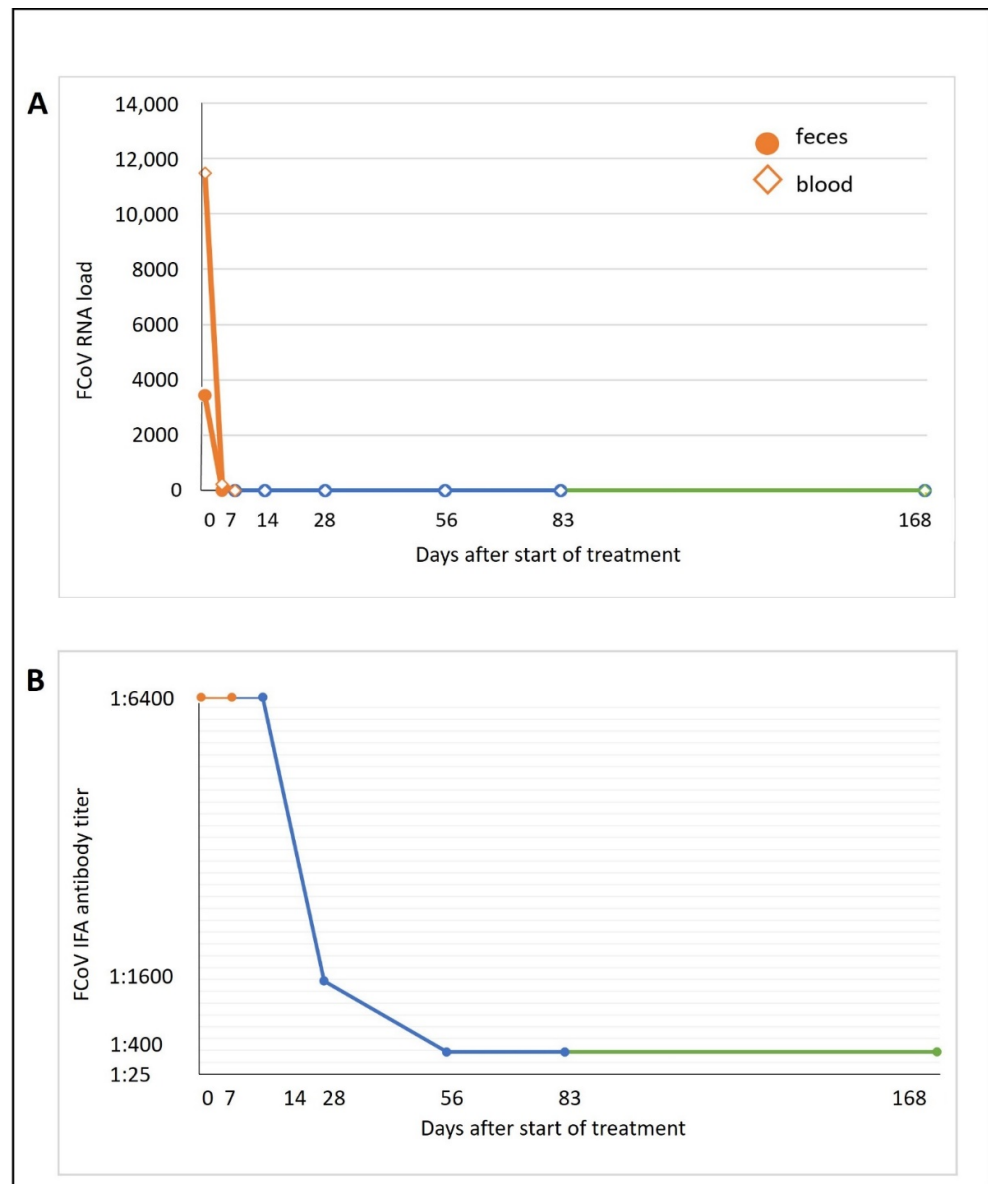 A
14,000
12,000
10,000
8000
6000
4000
2000
0
feces
blood
FCoV RNA load
0 7 14 28 56 83 168
Days after start of treatment
B
1:6400
1:1600
1:400
1:25
FCoV IFA antibody titer
0 7 14 28 56 83 168
Days after start of treatment